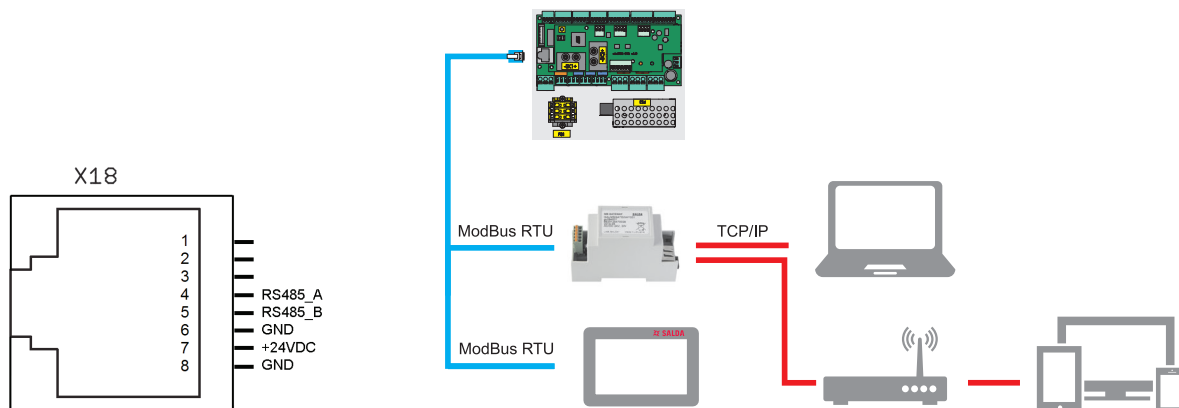 X18
1
2
3
4 RS485_A
5 RS485_B
6 GND
7 +24VDC
8 GND
ModBus RTU
TCP/IP
ModBus RTU
SALDA